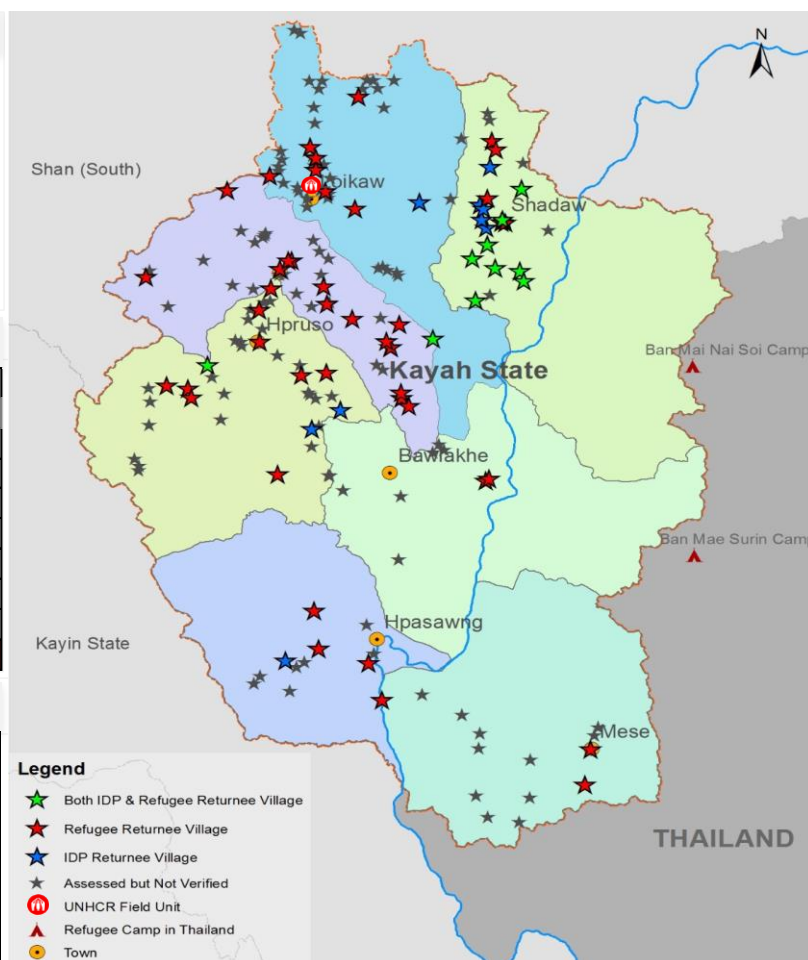 N
Shan (South)
Loikaw
Shadaw
Hpruso
Ban Mai Nai Soi Camp
Kayah State
Bawlakhe
Ban Mae Surin Camp
Hpasawng
Kayin State
Mese
THAILAND
Legend
Both IDP & Refugee Returnee Village
Refugee Returnee Village
IDP Returnee Village
Assessed but Not Verified
UNHCR Field Unit
Refugee Camp in Thailand
Town